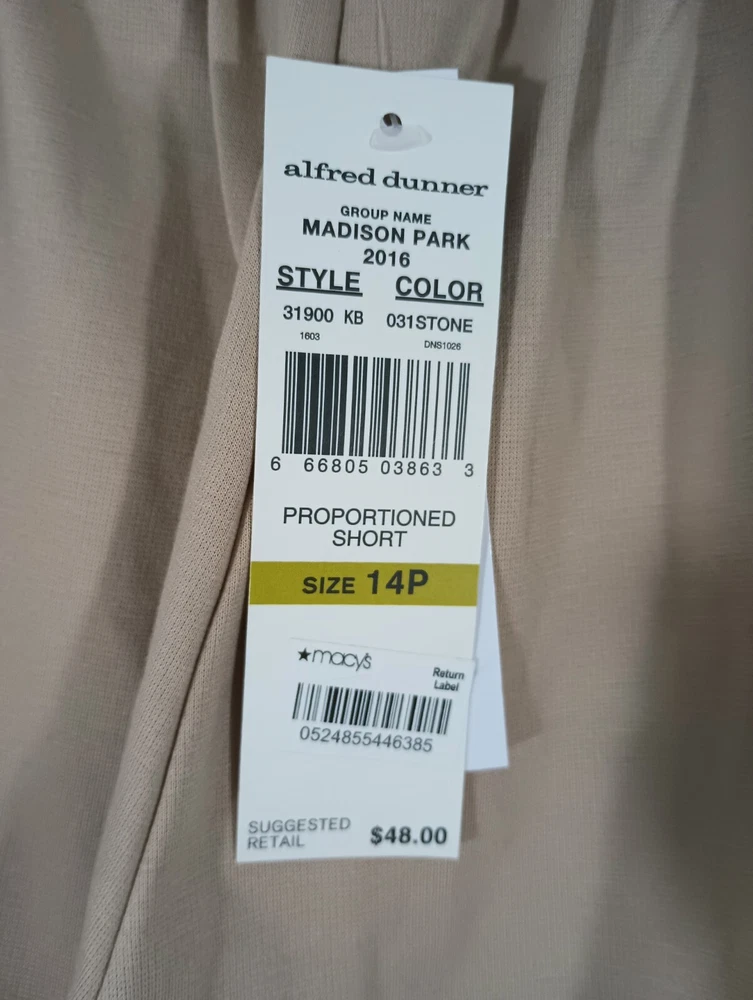 alfred dunner
GROUP NAME
MADISON PARK
2016
STYLE COLOR
31900 KB 031STONE
1603 DNS1026
6 66805 03863 3
PROPORTIONED
SHORT
SIZE 14P
★macy's
Return
Label
0524855446385
SUGGESTED
RETAIL
$48.00